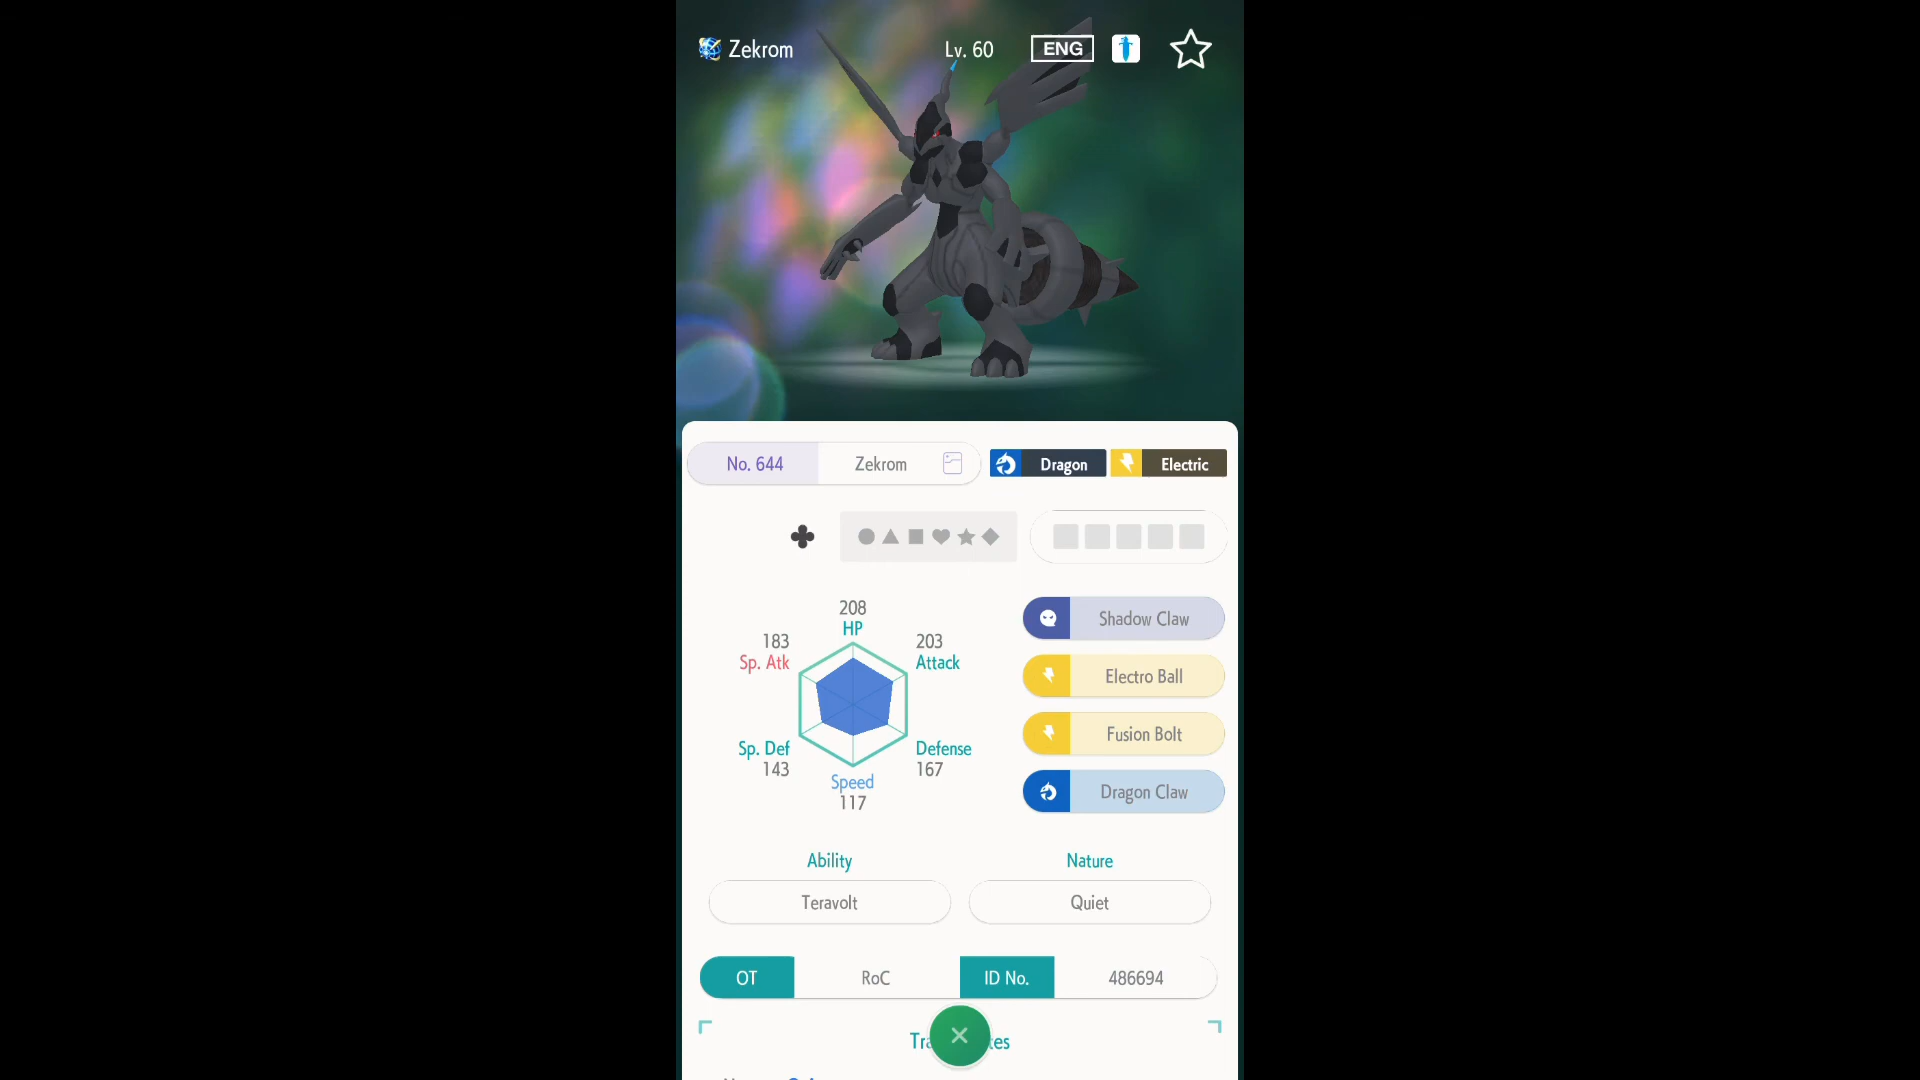 Zekrom Lv. 60 ENG
No. 644 Zekrom Dragon Electric
208
HP
183
Sp. Atk
203
Attack
Sp. Def
143
Defense
167
Speed
117
Shadow Claw
Electro Ball
Fusion Bolt
Dragon Claw
Ability
Teravolt
Nature
Quiet
OT RoC ID No. 486694